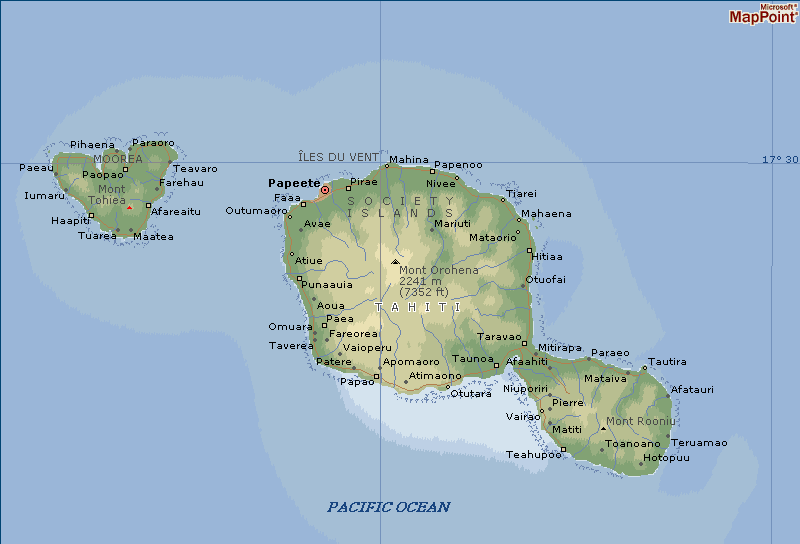 Microsoft®
MapPoint®
Pihaena
Paraoro
MOOREA
ÎLES DU VENT
Mahina
Papenoo
17° 30
Paeau
Paopao
Teavaro
Farehau
Iumaru
Mont
Tohiea
Afareaitu
Haapiti
Tuarea
Maatea
Papeete
Pirae
Nivee
Faaa
Outumaoro
SOCIETY
ISLANDS
Tiarei
Mahaena
Avae
Mariuti
Mataorio
Atiue
Hitiaa
Mont Orohena
2241 m
(7352 ft)
Punaauia
Otuofai
Aoua
TAHITI
Paea
Omuara
Fareorea
Taverea
Vaioperu
Taravao
Mitirapa
Paraeo
Patere
Apomaoro
Taunoa
Afaahiti
Tautira
Papao
Atimaono
Mataiva
Otutara
Niuporiri
Afatauri
Pierre
Vairao
Matiti
Mont Rooniu
Toanoano
Teruamao
Teahupoo
Hotopuu
PACIFIC OCEAN